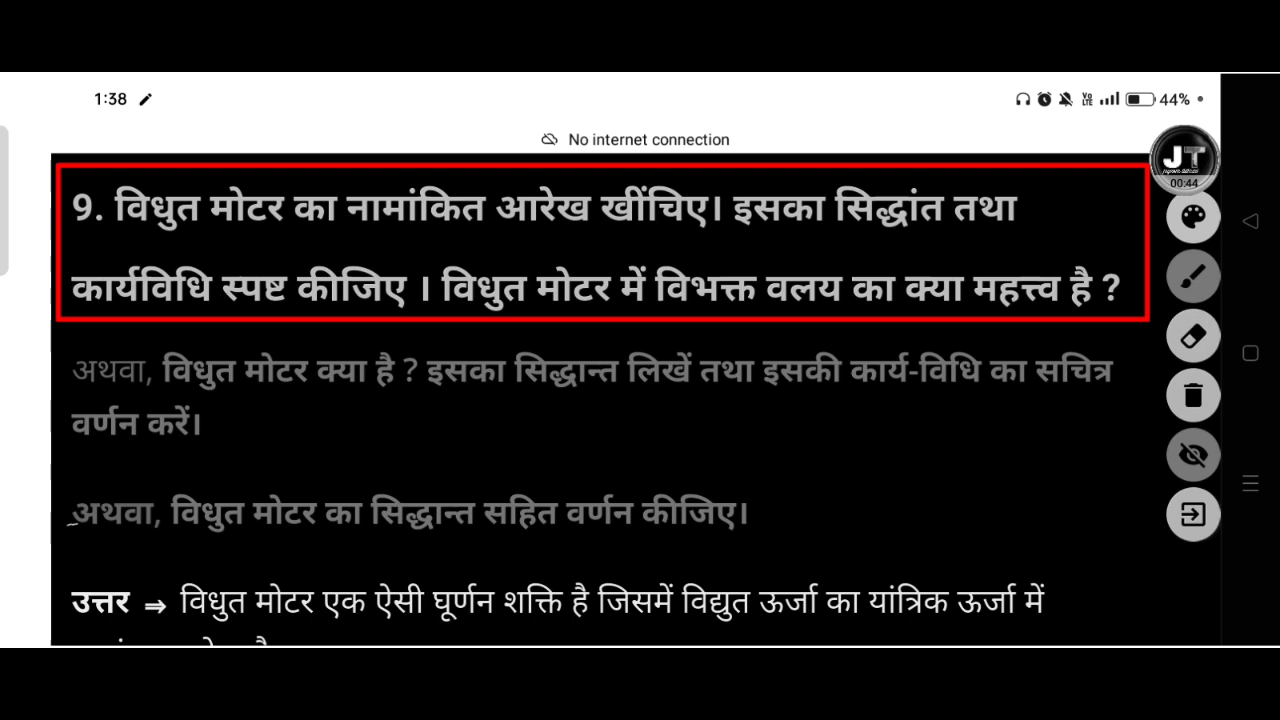 1:38
Vo LTE 44%
No internet connection
JT
00:44
9. विधुत मोटर का नामांकित आरेख खींचिए। इसका सिद्धांत तथा
कार्यविधि स्पष्ट कीजिए । विधुत मोटर में विभक्त वलय का क्या महत्त्व है ?
अथवा, विधुत मोटर क्या है ? इसका सिद्धान्त लिखें तथा इसकी कार्य-विधि का सचित्र
वर्णन करें।
अथवा, विधुत मोटर का सिद्धान्त सहित वर्णन कीजिए।
उत्तर ⇒ विधुत मोटर एक ऐसी घूर्णन शक्ति है जिसमें विद्युत ऊर्जा का यांत्रिक ऊर्जा में